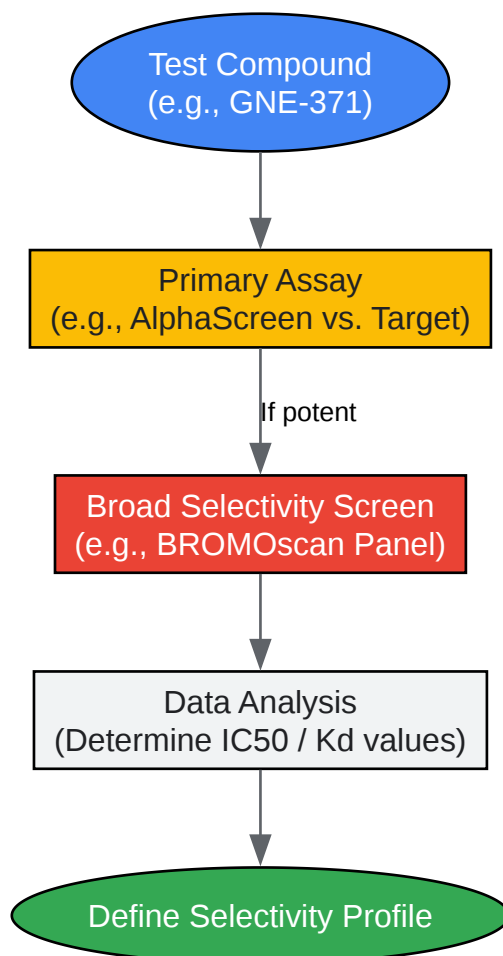 Test Compound
(e.g., GNE-371)
Primary Assay
(e.g., AlphaScreen vs. Target)
If potent
Broad Selectivity Screen
(e.g., BROMOscan Panel)
Data Analysis
(Determine IC50 / Kd values)
Define Selectivity Profile